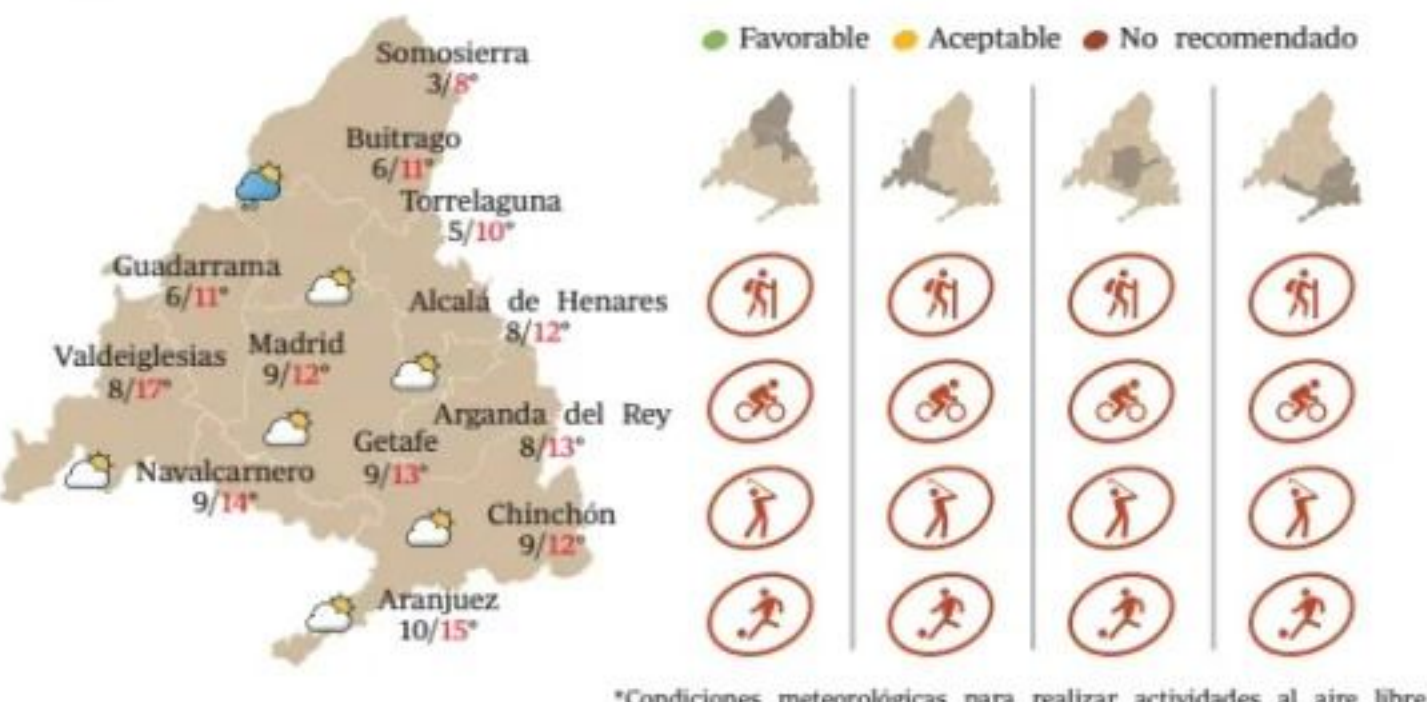 Somosierra
3/8°
Buitrago
6/11°
Torrelaguna
5/10°
Guadarrama
6/11°
Alcalá de Henares
8/12°
Valdeiglesias
8/17°
Madrid
9/12°
Arganda del Rey
8/13°
Getafe
9/13°
Navalcarnero
9/14°
Chinchón
9/12°
Aranjuez
10/15°
Favorable Aceptable No recomendado
*Condiciones meteorológicas para realizar actividades al aire libre